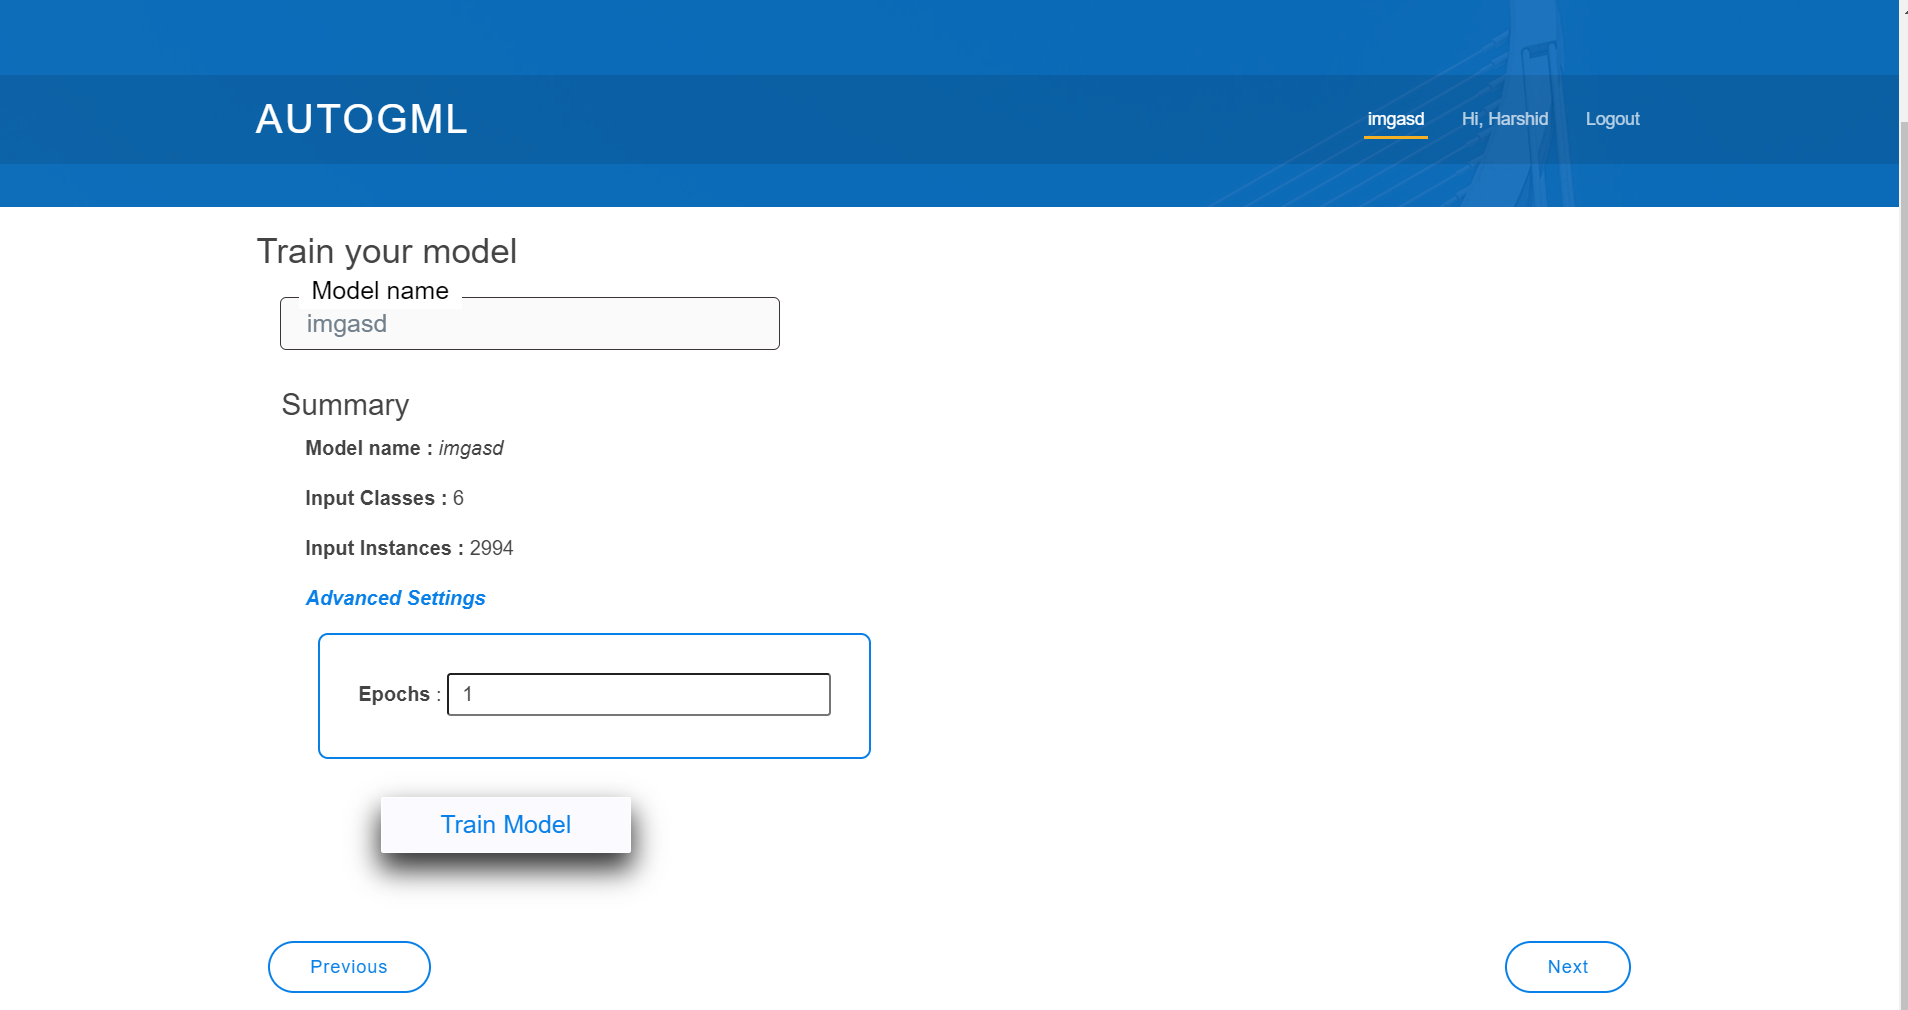 AUTOGML
imgasd Hi, Harshid Logout
Train your model
Model name
imgasd
Summary
Model name : imgasd
Input Classes : 6
Input Instances : 2994
Advanced Settings
Epochs : 1
Train Model
Previous Next